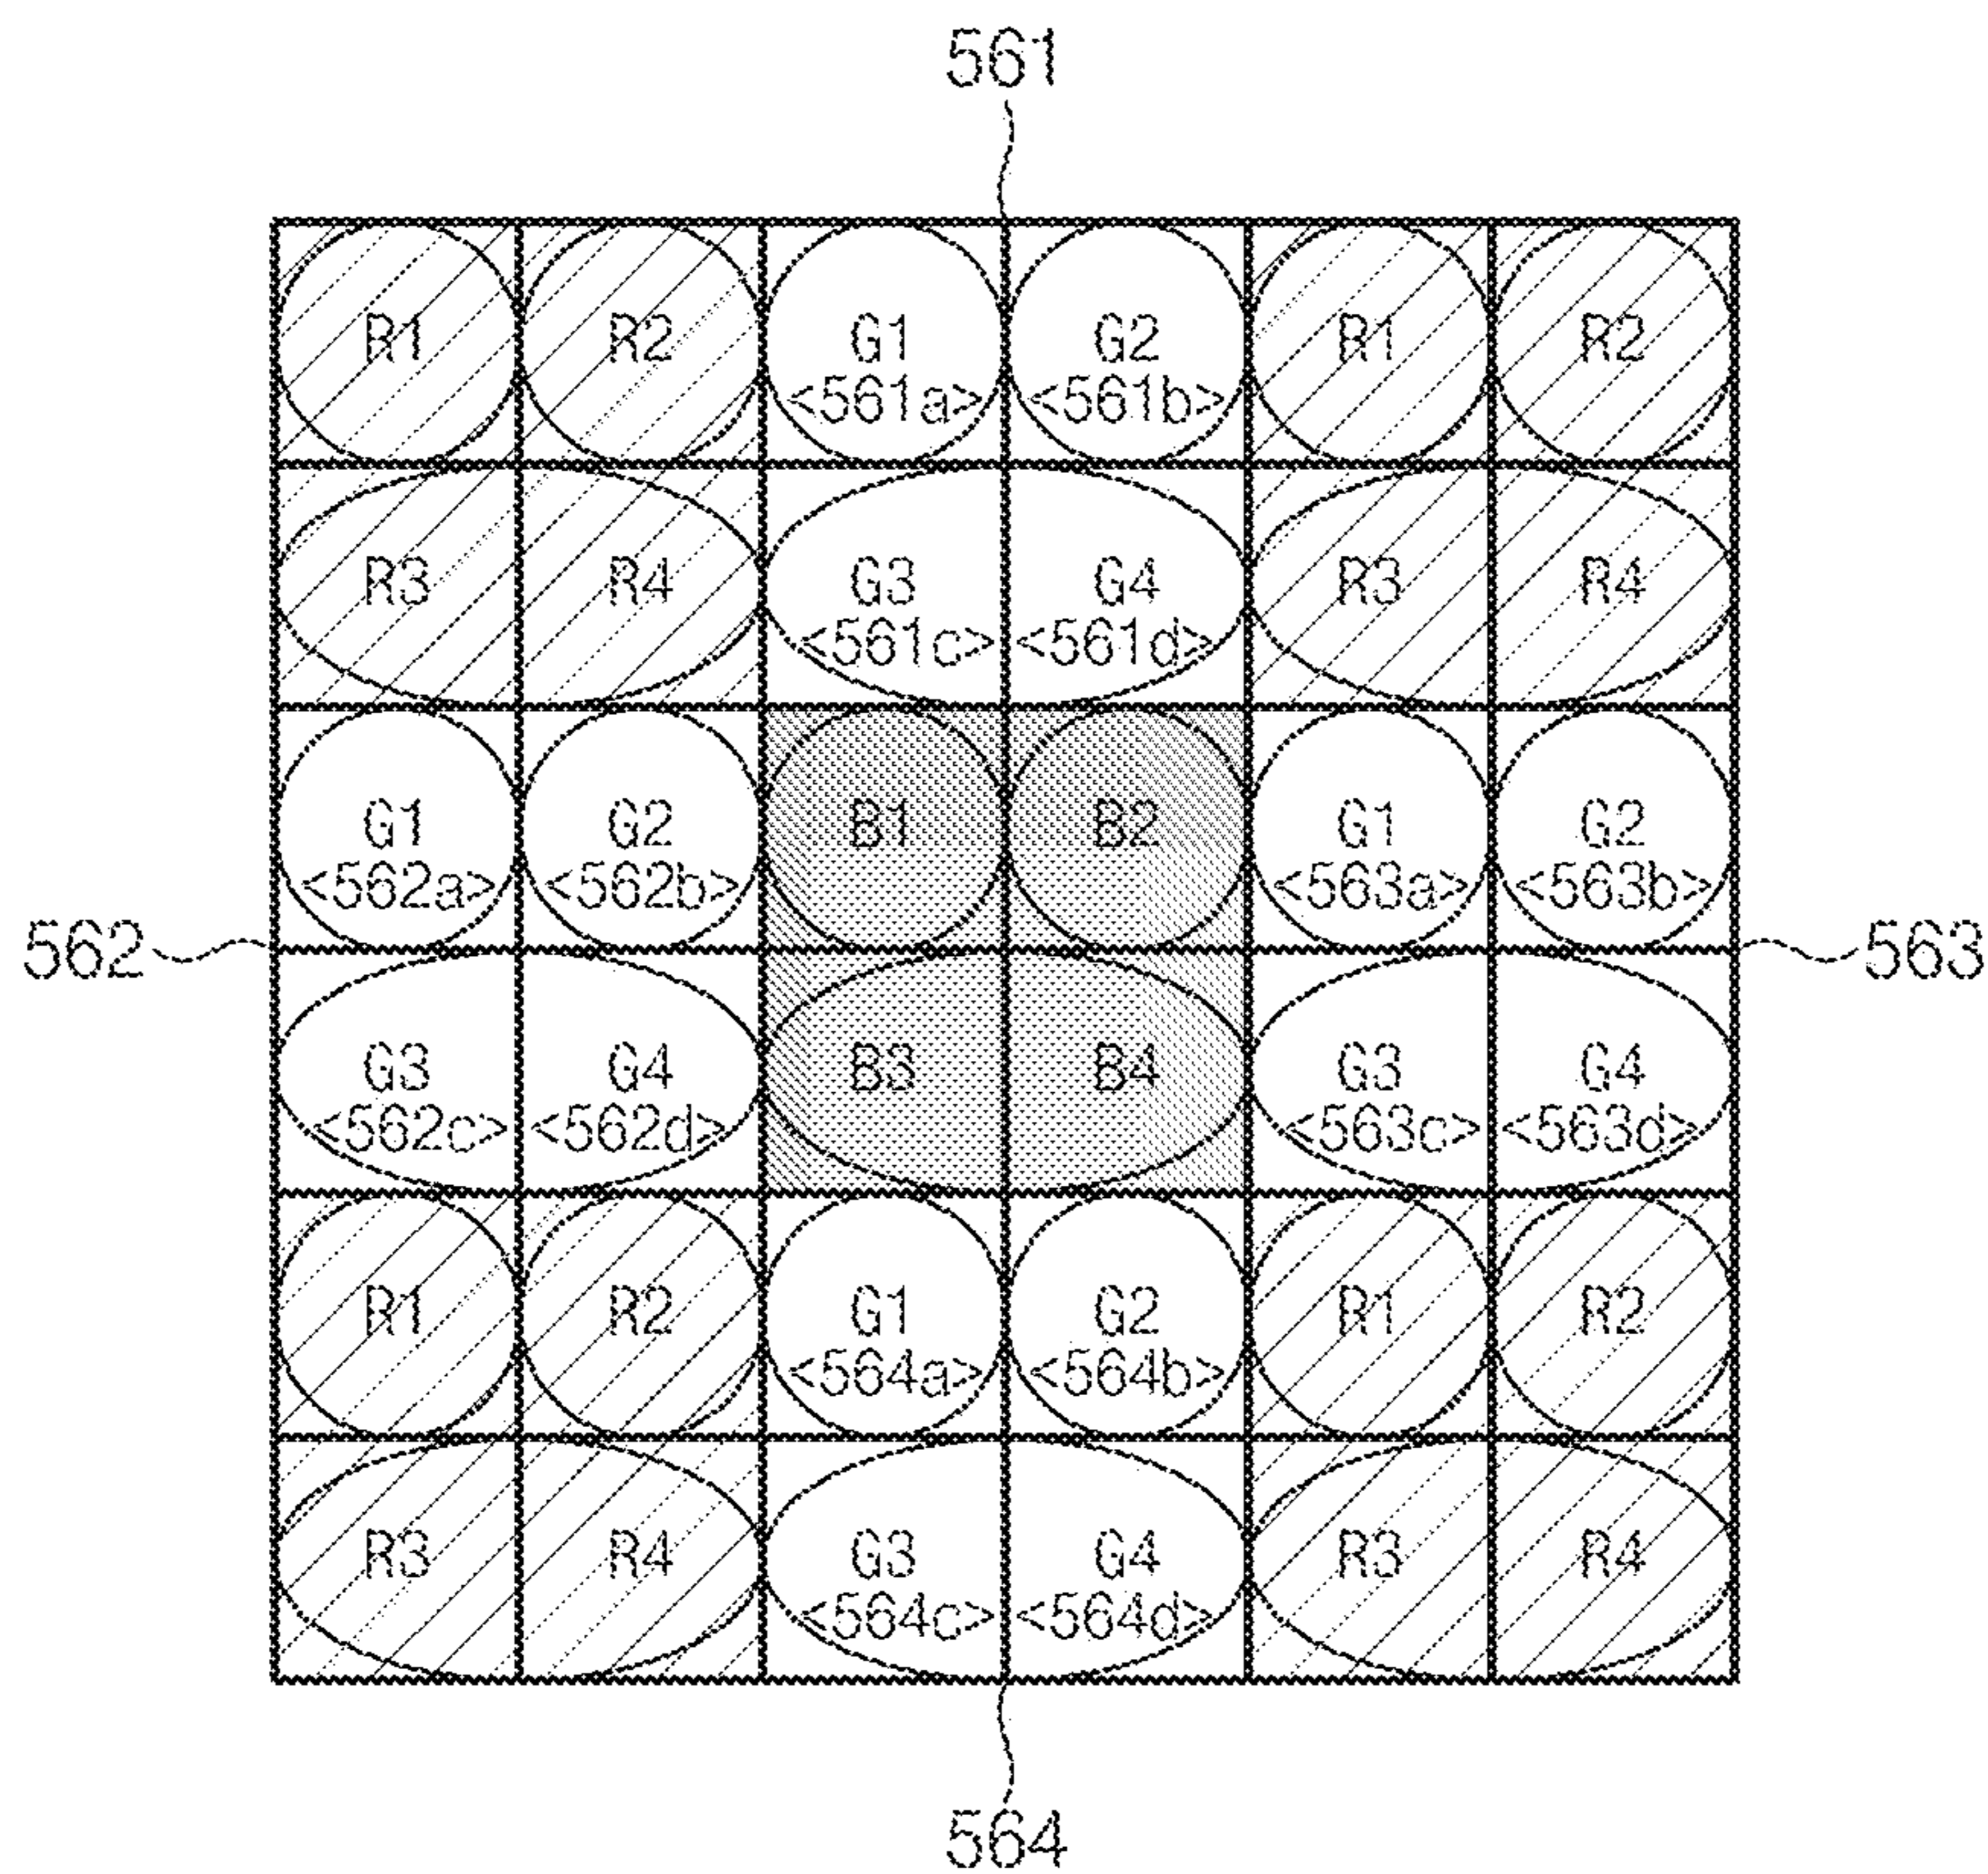 561
R1 R2 G1 G2 R1 R2
<561a> <561b>
R3 R4 G3 G4 R3 R4
<561c> <561d>
G1 G2 B1 B2 G1 G2
<562a> <562b> <563a> <563b>
562 563
G3 G4 B3 B4 G3 G4
<562c> <562d> <563c> <563d>
R1 R2 G1 G2 R1 R2
<564a> <564b>
R3 R4 G3 G4 R3 R4
<564c> <564d>
564